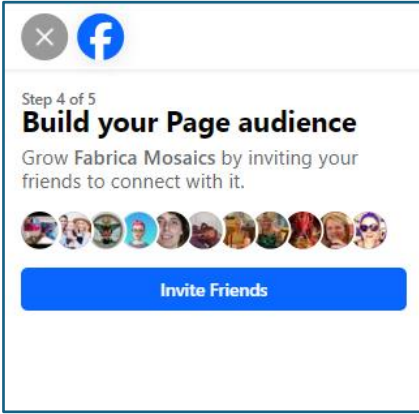 Step 4 of 5
Build your Page audience
Grow Fabrica Mosaics by inviting your
friends to connect with it.
Invite Friends